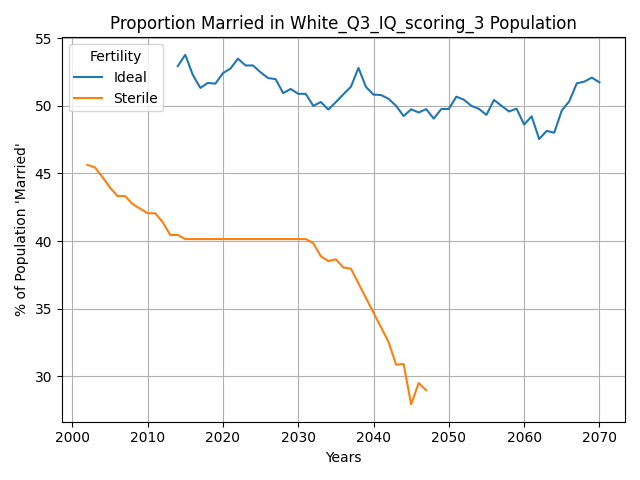 Proportion Married in White_Q3_IQ_scoring_3 Population
% of Population 'Married'
55
50
45
40
35
30
Fertility
Ideal
Sterile
2000 2010 2020 2030 2040 2050 2060 2070
Years